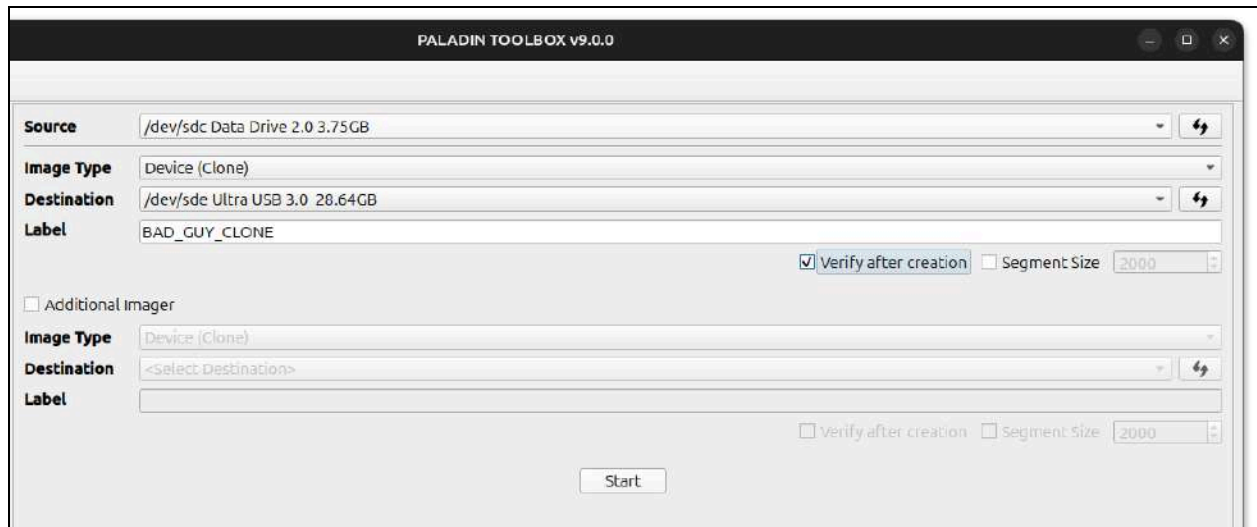 PALADIN TOOLBOX v9.0.0
Source /dev/sdc Data Drive 2.0 3.75GB
Image Type Device (Clone)
Destination /dev/sde Ultra USB 3.0 28.64GB
Label BAD_GUY_CLONE
Verify after creation Segment Size 2000
Additional Imager
Image Type Device (Clone)
Destination <Select Destination>
Label
Verify after creation Segment Size 2000
Start